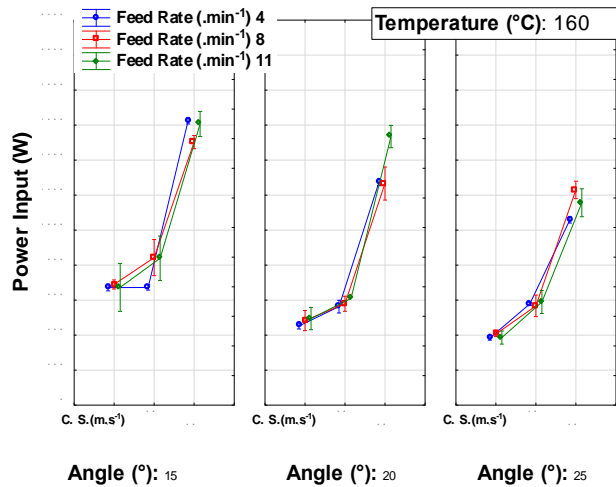 Feed Rate (.min⁻¹) 4
Feed Rate (.min⁻¹) 8
Feed Rate (.min⁻¹) 11
Temperature (°C): 160
Power Input (W)
C. S.(m.s⁻¹)
C. S.(m.s⁻¹)
C. S.(m.s⁻¹)
Angle (°): 15
Angle (°): 20
Angle (°): 25